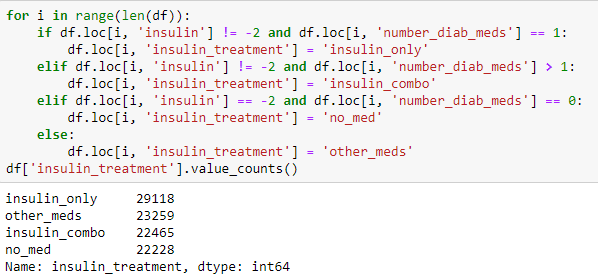 for i in range(len(df)):
    if df.loc[i, 'insulin'] != -2 and df.loc[i, 'number_diab_meds'] == 1:
        df.loc[i, 'insulin_treatment'] = 'insulin_only'
    elif df.loc[i, 'insulin'] != -2 and df.loc[i, 'number_diab_meds'] > 1:
        df.loc[i, 'insulin_treatment'] = 'insulin_combo'
    elif df.loc[i, 'insulin'] == -2 and df.loc[i, 'number_diab_meds'] == 0:
        df.loc[i, 'insulin_treatment'] = 'no_med'
    else:
        df.loc[i, 'insulin_treatment'] = 'other_meds'
df['insulin_treatment'].value_counts()
insulin_only     29118
other_meds       23259
insulin_combo    22465
no_med           22228
Name: insulin_treatment, dtype: int64